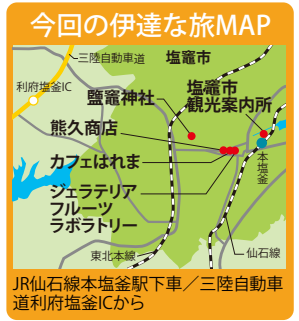 今回の伊達な旅MAP
三陸自動車道
塩竈市
利府塩釜IC
鹽竈神社
塩竈市
観光案内所
熊久商店
カフェはれま
本塩釜
ジェラテリア
フルーツ
ラボラトリー
東北本線
仙石線
JR仙石線本塩釜駅下車／三陸自動車
道利府塩釜ICから